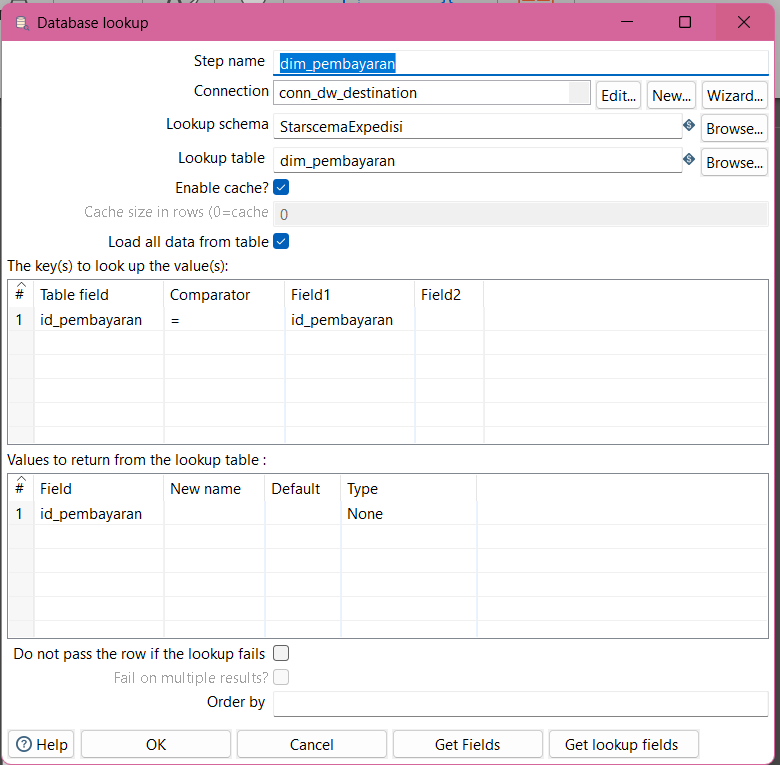 Database lookup
Step name dim_pembayaran
Connection conn_dw_destination Edit... New... Wizard...
Lookup schema StarscemaExpedisi Browse...
Lookup table dim_pembayaran Browse...
Enable cache?
Cache size in rows (0=cache 0
Load all data from table
The key(s) to look up the value(s):
# Table field Comparator Field1 Field2
1 id_pembayaran = id_pembayaran
Values to return from the lookup table :
# Field New name Default Type
1 id_pembayaran None
Do not pass the row if the lookup fails
Fail on multiple results?
Order by
Help OK Cancel Get Fields Get lookup fields